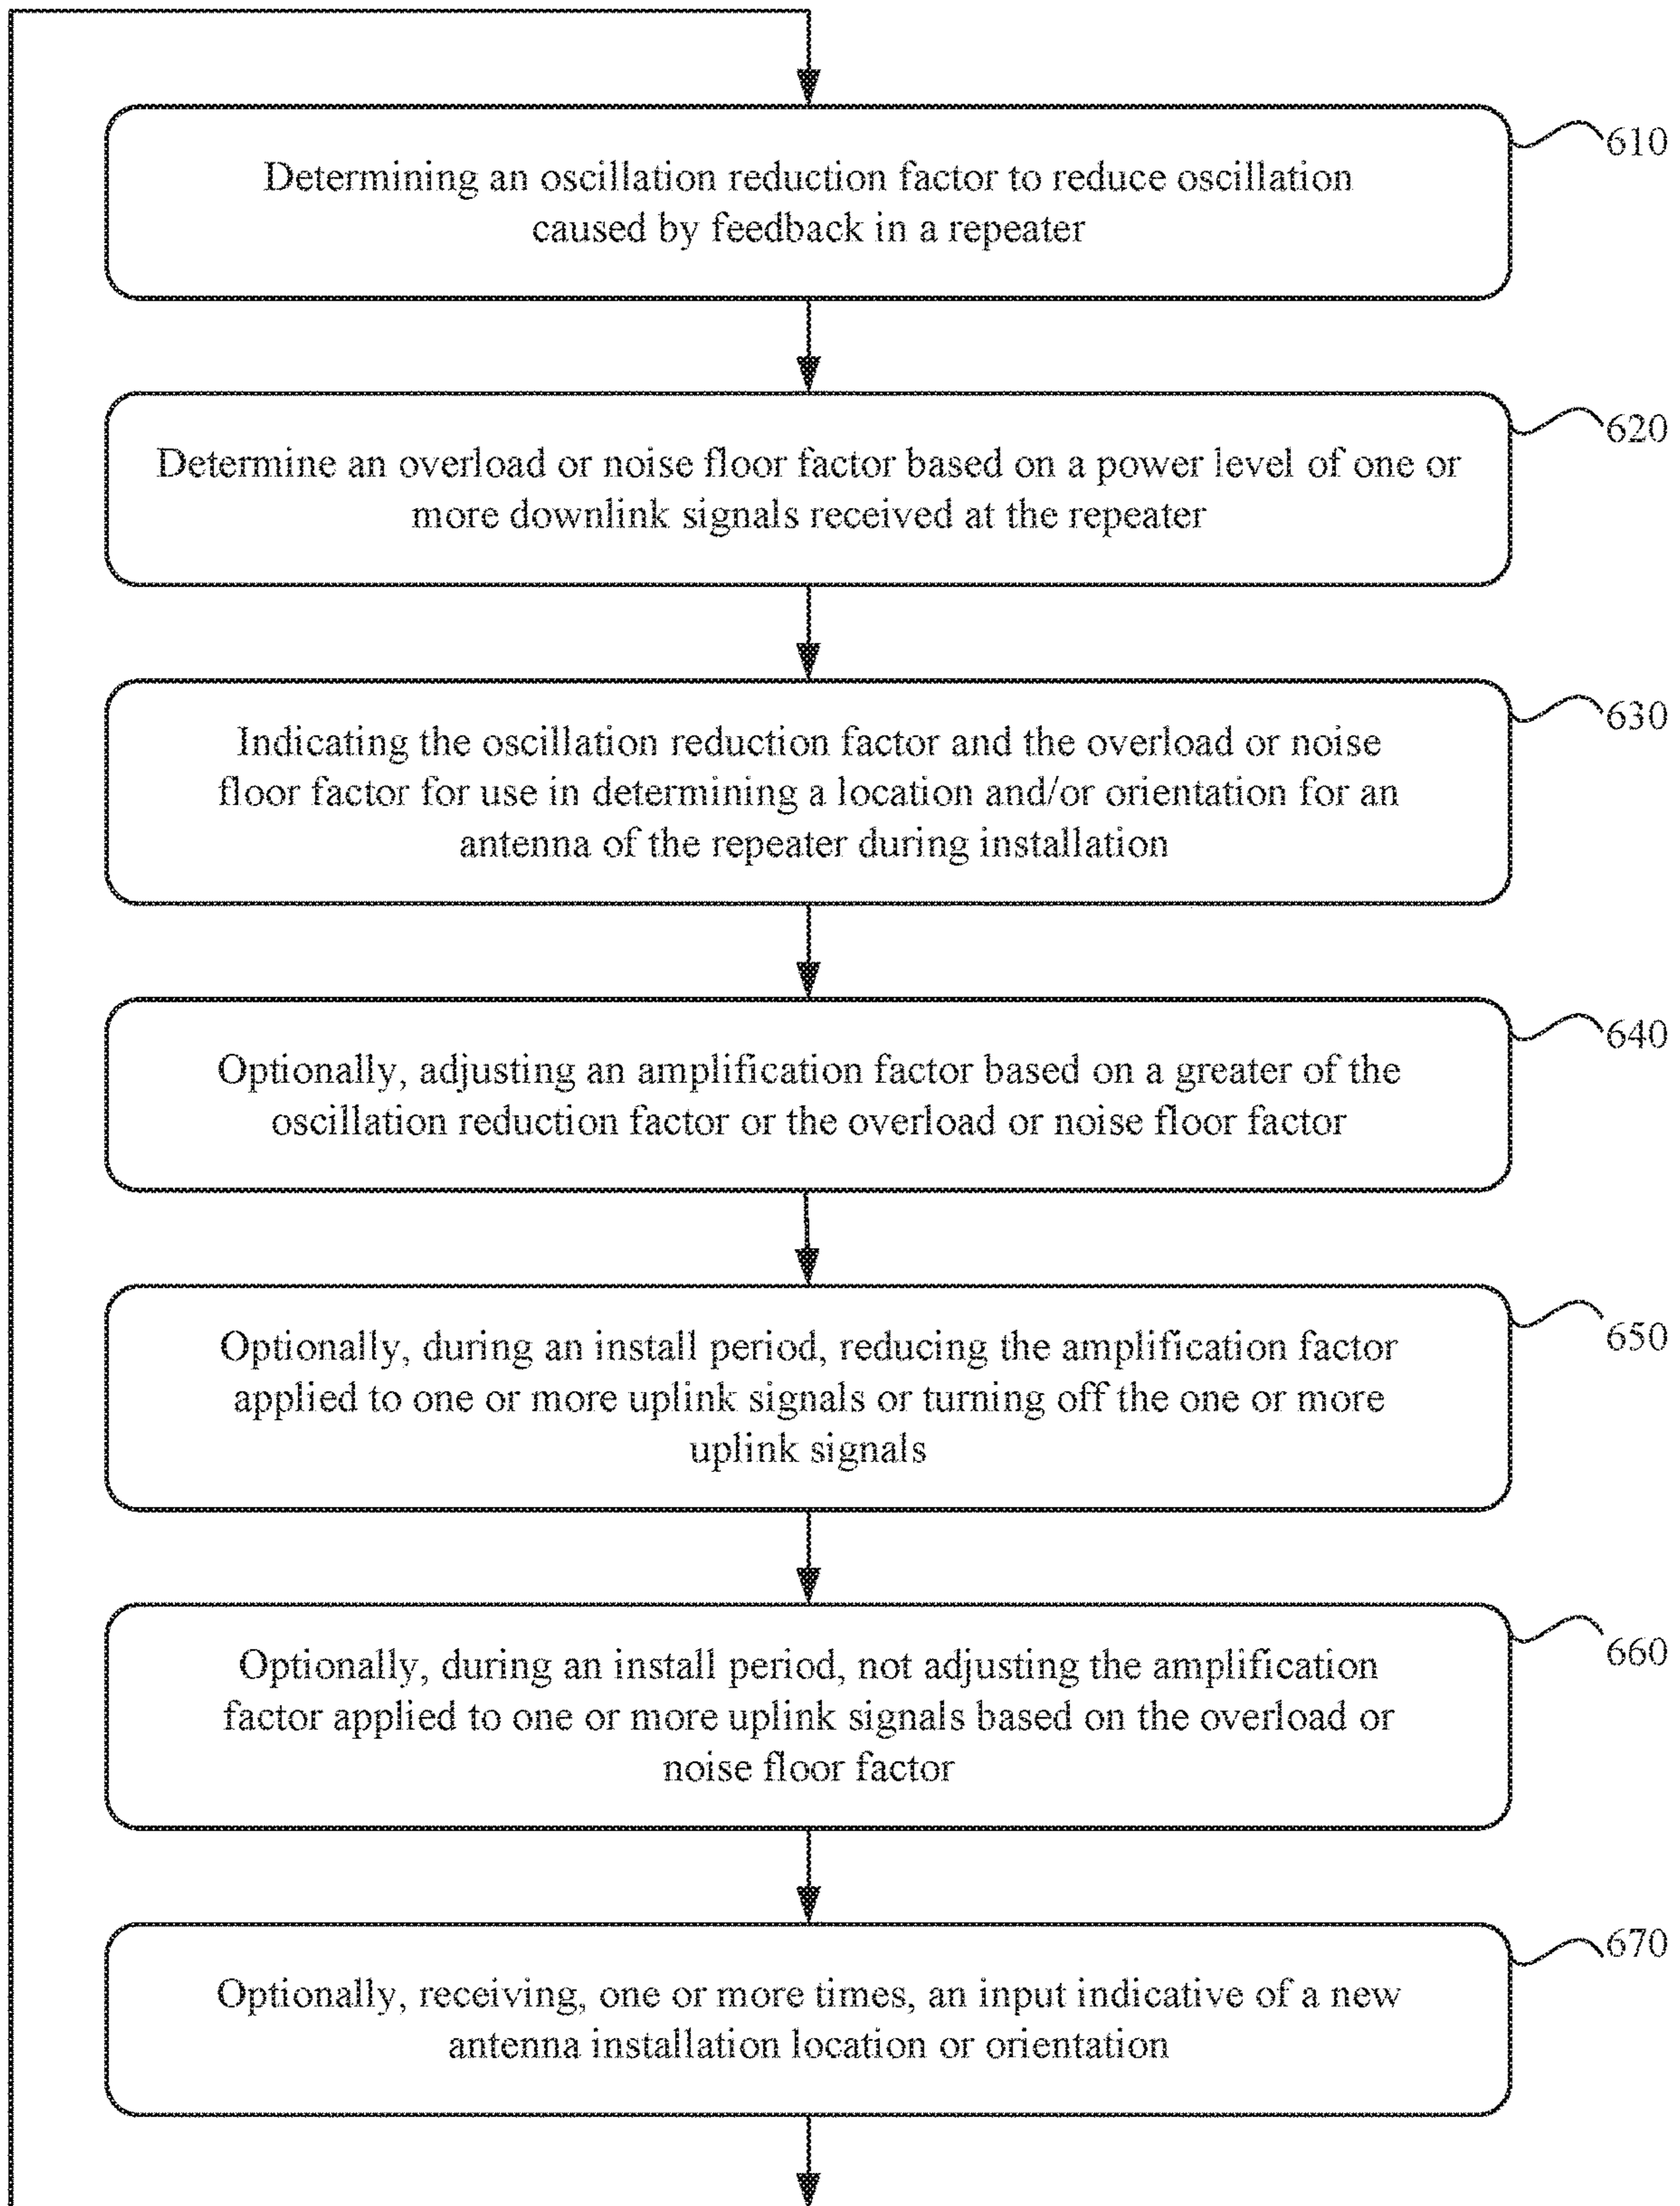 610
Determining an oscillation reduction factor to reduce oscillation
caused by feedback in a repeater
620
Determine an overload or noise floor factor based on a power level of one or
more downlink signals received at the repeater
630
Indicating the oscillation reduction factor and the overload or noise
floor factor for use in determining a location and/or orientation for an
antenna of the repeater during installation
640
Optionally, adjusting an amplification factor based on a greater of the
oscillation reduction factor or the overload or noise floor factor
650
Optionally, during an install period, reducing the amplification factor
applied to one or more uplink signals or turning off the one or more
uplink signals
660
Optionally, during an install period, not adjusting the amplification
factor applied to one or more uplink signals based on the overload or
noise floor factor
670
Optionally, receiving, one or more times, an input indicative of a new
antenna installation location or orientation